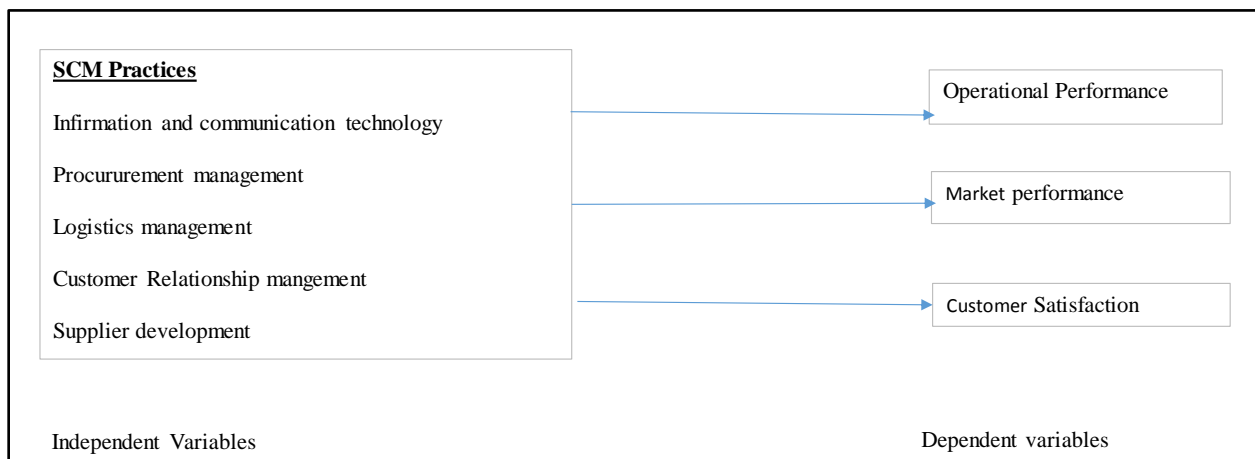 SCM Practices
Infirmation and communication technology
Procururement management
Logistics management
Customer Relationship mangement
Supplier development
Operational Performance
Market performance
Customer Satisfaction
Independent Variables
Dependent variables